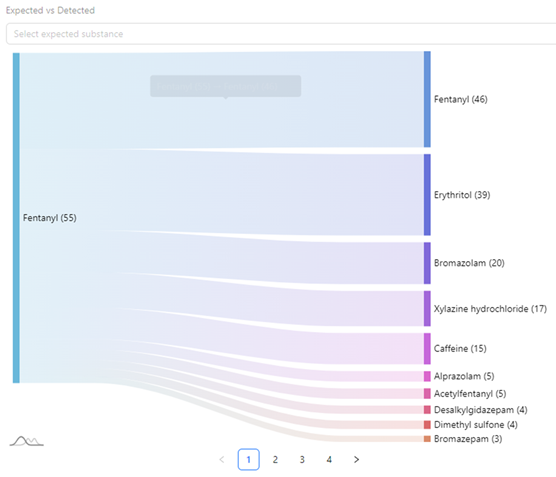 Expected vs Detected
Select expected substance
Fentanyl (55)
Fentanyl (46)
Erythritol (39)
Bromazolam (20)
Xylazine hydrochloride (17)
Caffeine (15)
Alprazolam (5)
Acetylfentanyl (5)
Desalkylgidazepam (4)
Dimethyl sulfone (4)
Bromazepam (3)
< 1 2 3 4 >